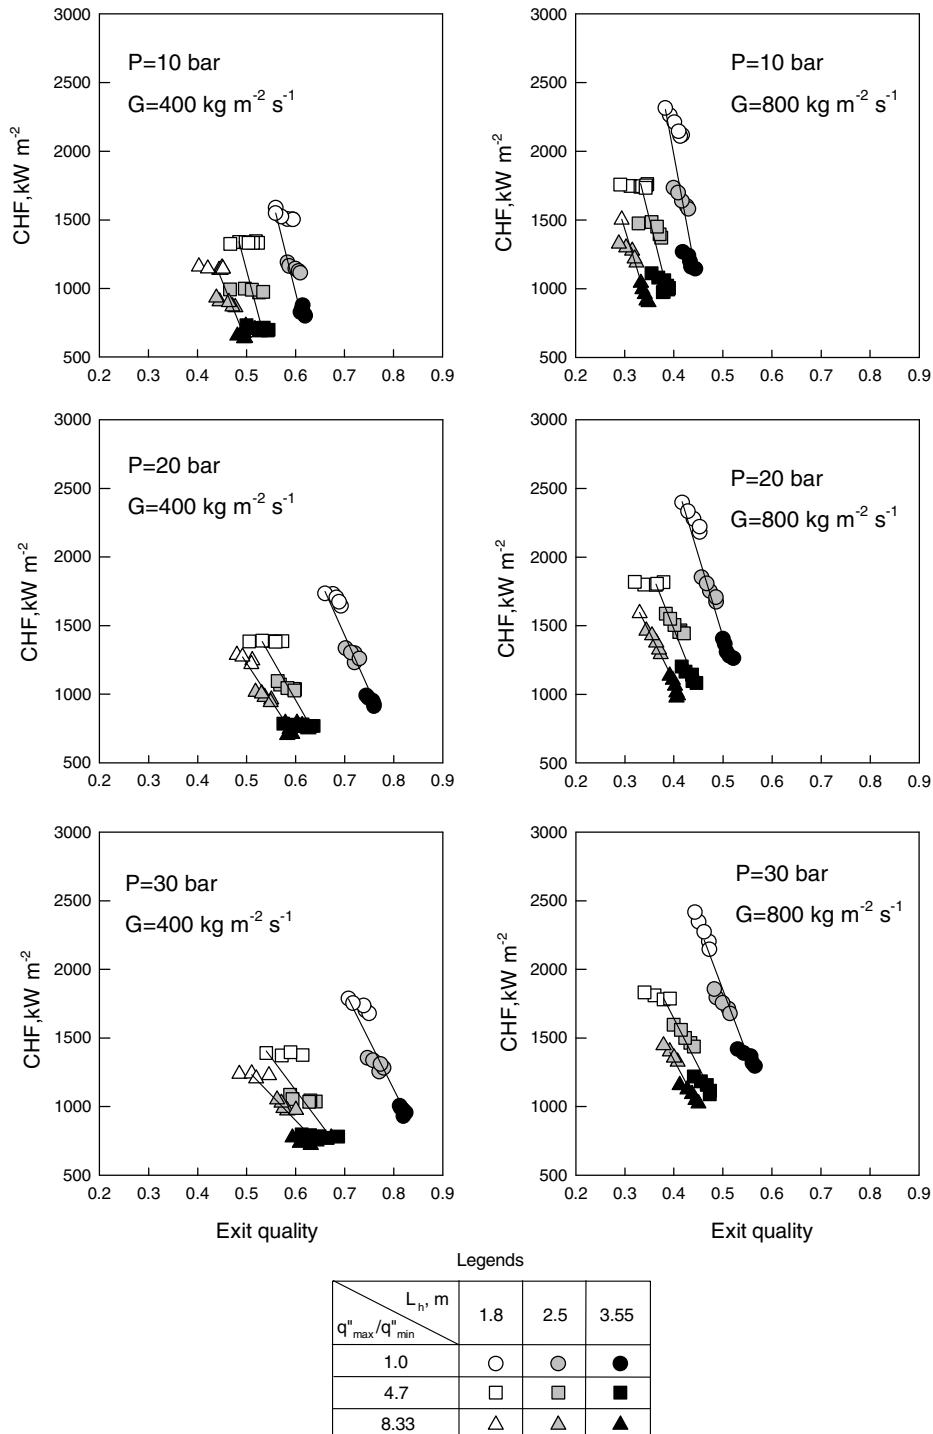 3000
2500
2000
1500
1000
500
CHF,kW m⁻²
P=10 bar
G=400 kg m⁻² s⁻¹
0.2 0.3 0.4 0.5 0.6 0.7 0.8 0.9
3000
2500
2000
1500
1000
500
CHF,kW m⁻²
P=10 bar
G=800 kg m⁻² s⁻¹
0.2 0.3 0.4 0.5 0.6 0.7 0.8 0.9
3000
2500
2000
1500
1000
500
CHF,kW m⁻²
P=20 bar
G=400 kg m⁻² s⁻¹
0.2 0.3 0.4 0.5 0.6 0.7 0.8 0.9
3000
2500
2000
1500
1000
500
CHF,kW m⁻²
P=20 bar
G=800 kg m⁻² s⁻¹
0.2 0.3 0.4 0.5 0.6 0.7 0.8 0.9
3000
2500
2000
1500
1000
500
CHF,kW m⁻²
P=30 bar
G=400 kg m⁻² s⁻¹
0.2 0.3 0.4 0.5 0.6 0.7 0.8 0.9
Exit quality
3000
2500
2000
1500
1000
500
CHF,kW m⁻²
P=30 bar
G=800 kg m⁻² s⁻¹
0.2 0.3 0.4 0.5 0.6 0.7 0.8 0.9
Exit quality
Legends
L_h, m 1.8 2.5 3.55
q"_max/q"_min
1.0
4.7
8.33